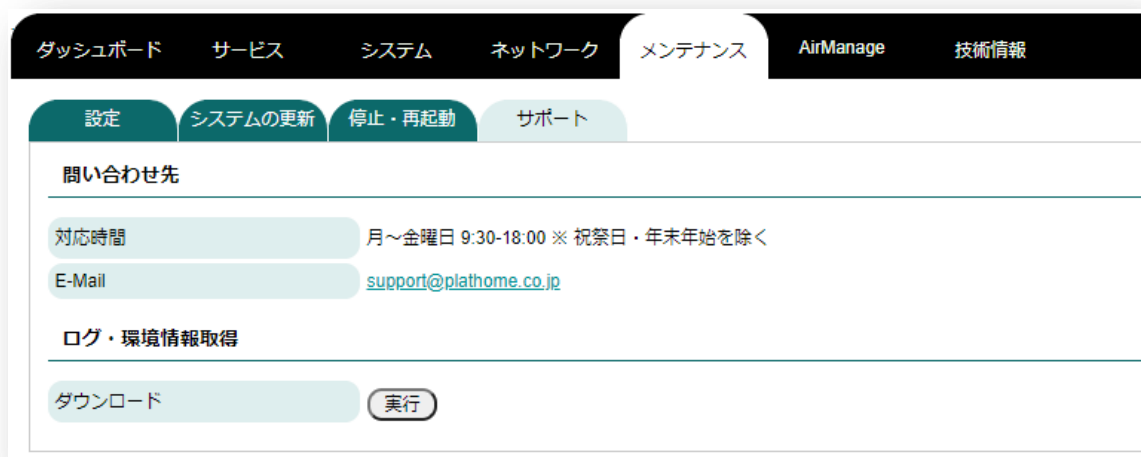 ダッシュボード サービス システム ネットワーク メンテナンス AirManage 技術情報
設定 システムの更新 停止・再起動 サポート
問い合わせ先
対応時間 月～金曜日 9:30-18:00 ※ 祝祭日・年末年始を除く
E-Mail support@plathome.co.jp
ログ・環境情報取得
ダウンロード 実行